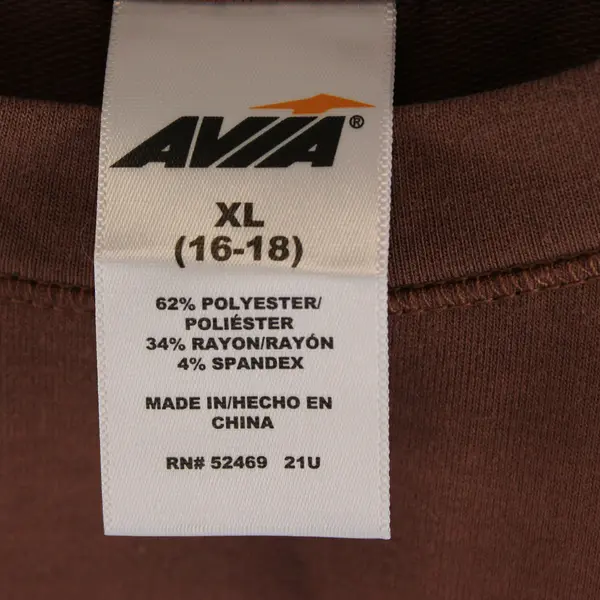 AVIA®
XL
(16-18)
62% POLYESTER/
POLIÉSTER
34% RAYON/RAYÓN
4% SPANDEX
MADE IN/HECHO EN
CHINA
RN# 52469 21U